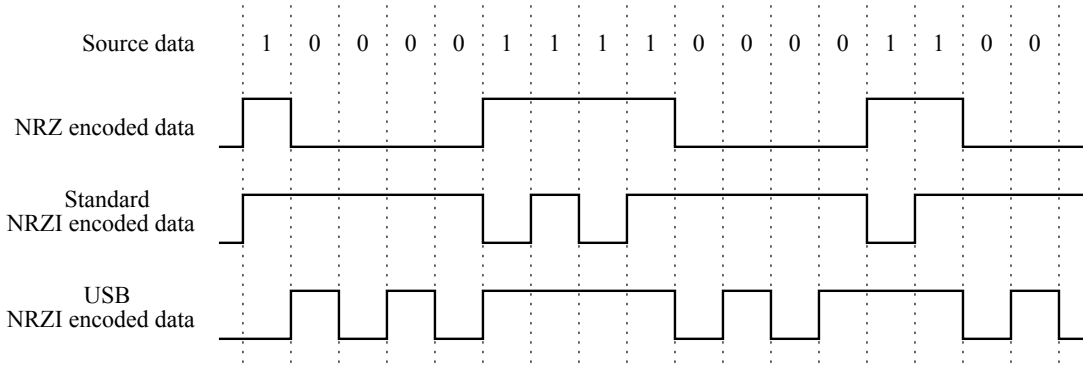 Source data 1 0 0 0 0 1 1 1 1 0 0 0 0 1 1 0 0
NRZ encoded data
Standard
NRZI encoded data
USB
NRZI encoded data